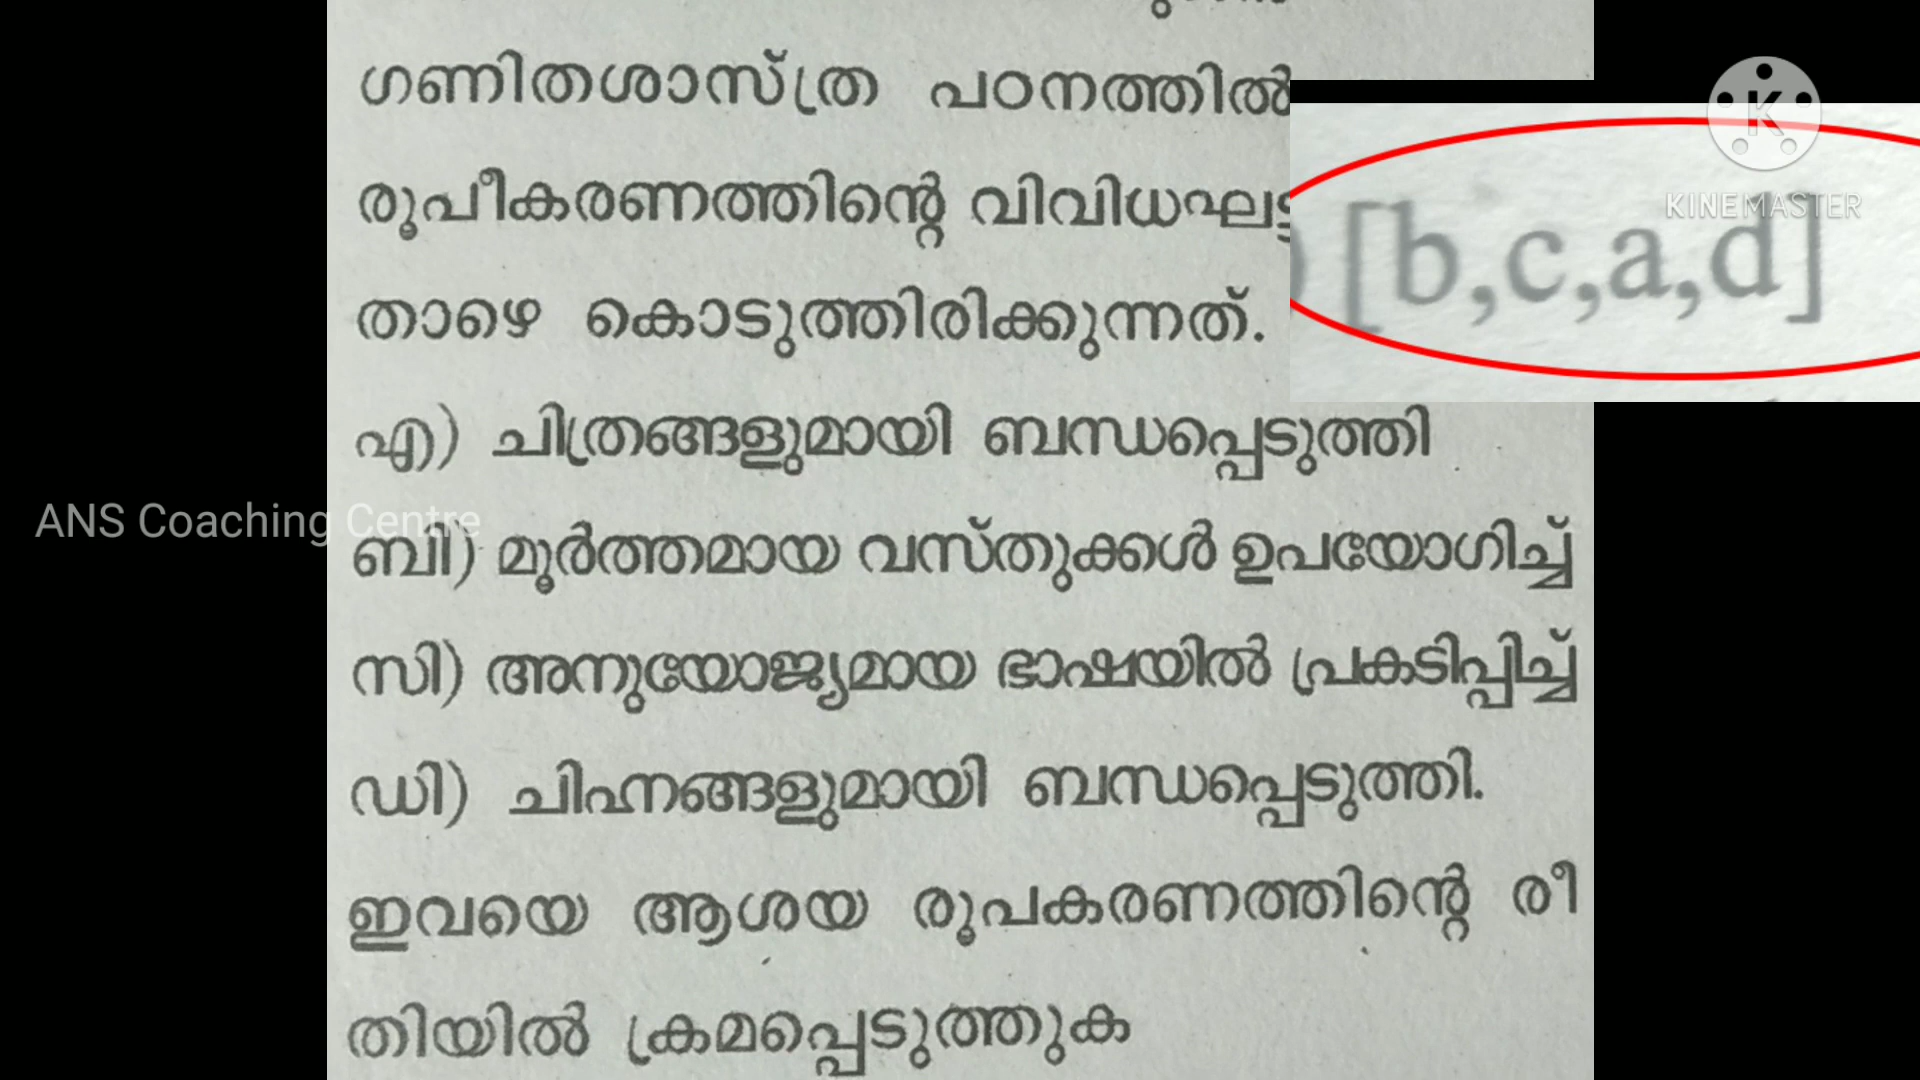 ഗണിതശാസ്ത്ര പഠനത്തിൽ
രൂപീകരണത്തിന്റെ
താഴെ കൊടുത്തിരിക്കുന്നത്.
[b,c,a,d]
KINEMASTER
എ) ചിത്രങ്ങളുമായി ബന്ധപ്പെടുത്തി
ANS Coaching Centre
ബി) മൂർത്തമായ വസ്തുക്കൾ ഉപയോഗിച്ച്
സി) അനുയോജ്യമായ ഭാഷയിൽ പ്രകടിപ്പിച്ച്
ഡി) ചിഹ്നങ്ങളുമായി ബന്ധപ്പെടുത്തി.
ഇവയെ ആശയ രൂപകരണത്തിന്റെ രീ
തിയിൽ ക്രമപ്പെടുത്തുക